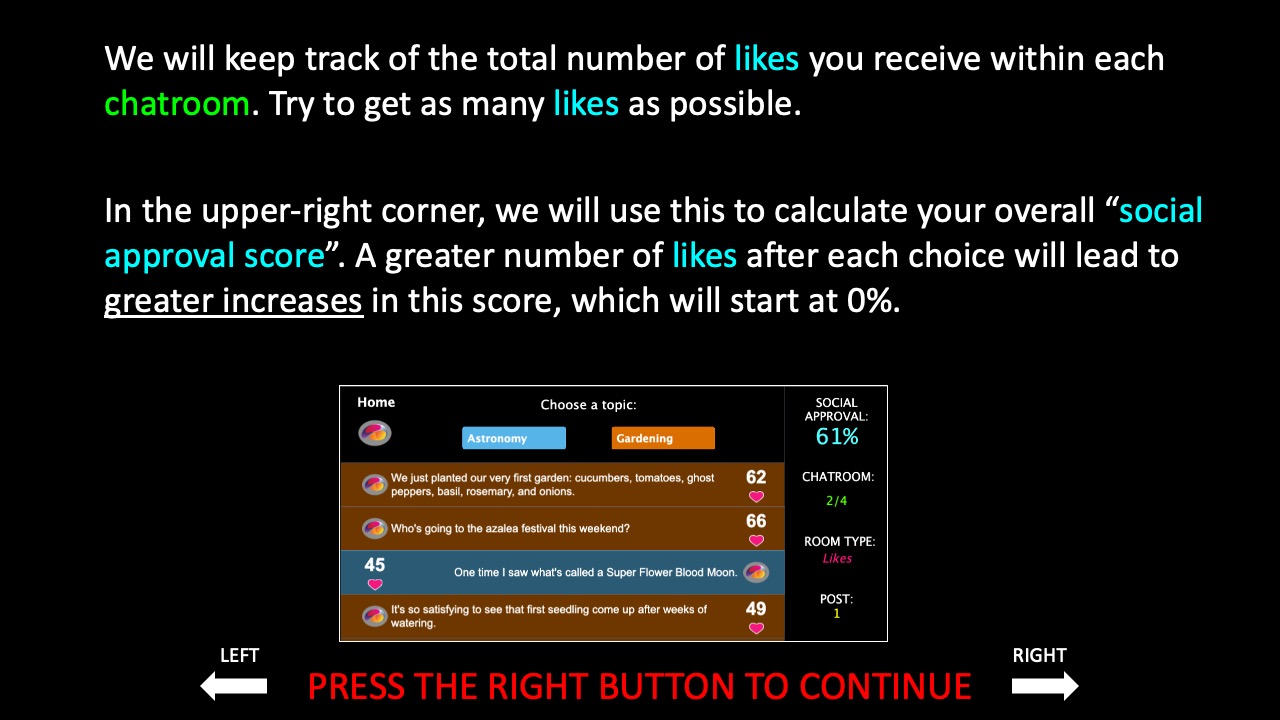 We will keep track of the total number of likes you receive within each
chatroom. Try to get as many likes as possible.
In the upper-right corner, we will use this to calculate your overall “social
approval score”. A greater number of likes after each choice will lead to
greater increases in this score, which will start at 0%.
Home
Choose a topic:
Astronomy
Gardening
We just planted our very first garden: cucumbers, tomatoes, ghost
peppers, basil, rosemary, and onions.
62
Who's going to the azalea festival this weekend?
66
45
One time I saw what's called a Super Flower Blood Moon.
It's so satisfying to see that first seedling come up after weeks of
watering.
49
SOCIAL
APPROVAL:
61%
CHATROOM:
2/4
ROOM TYPE:
Likes
POST:
1
LEFT
PRESS THE RIGHT BUTTON TO CONTINUE
RIGHT